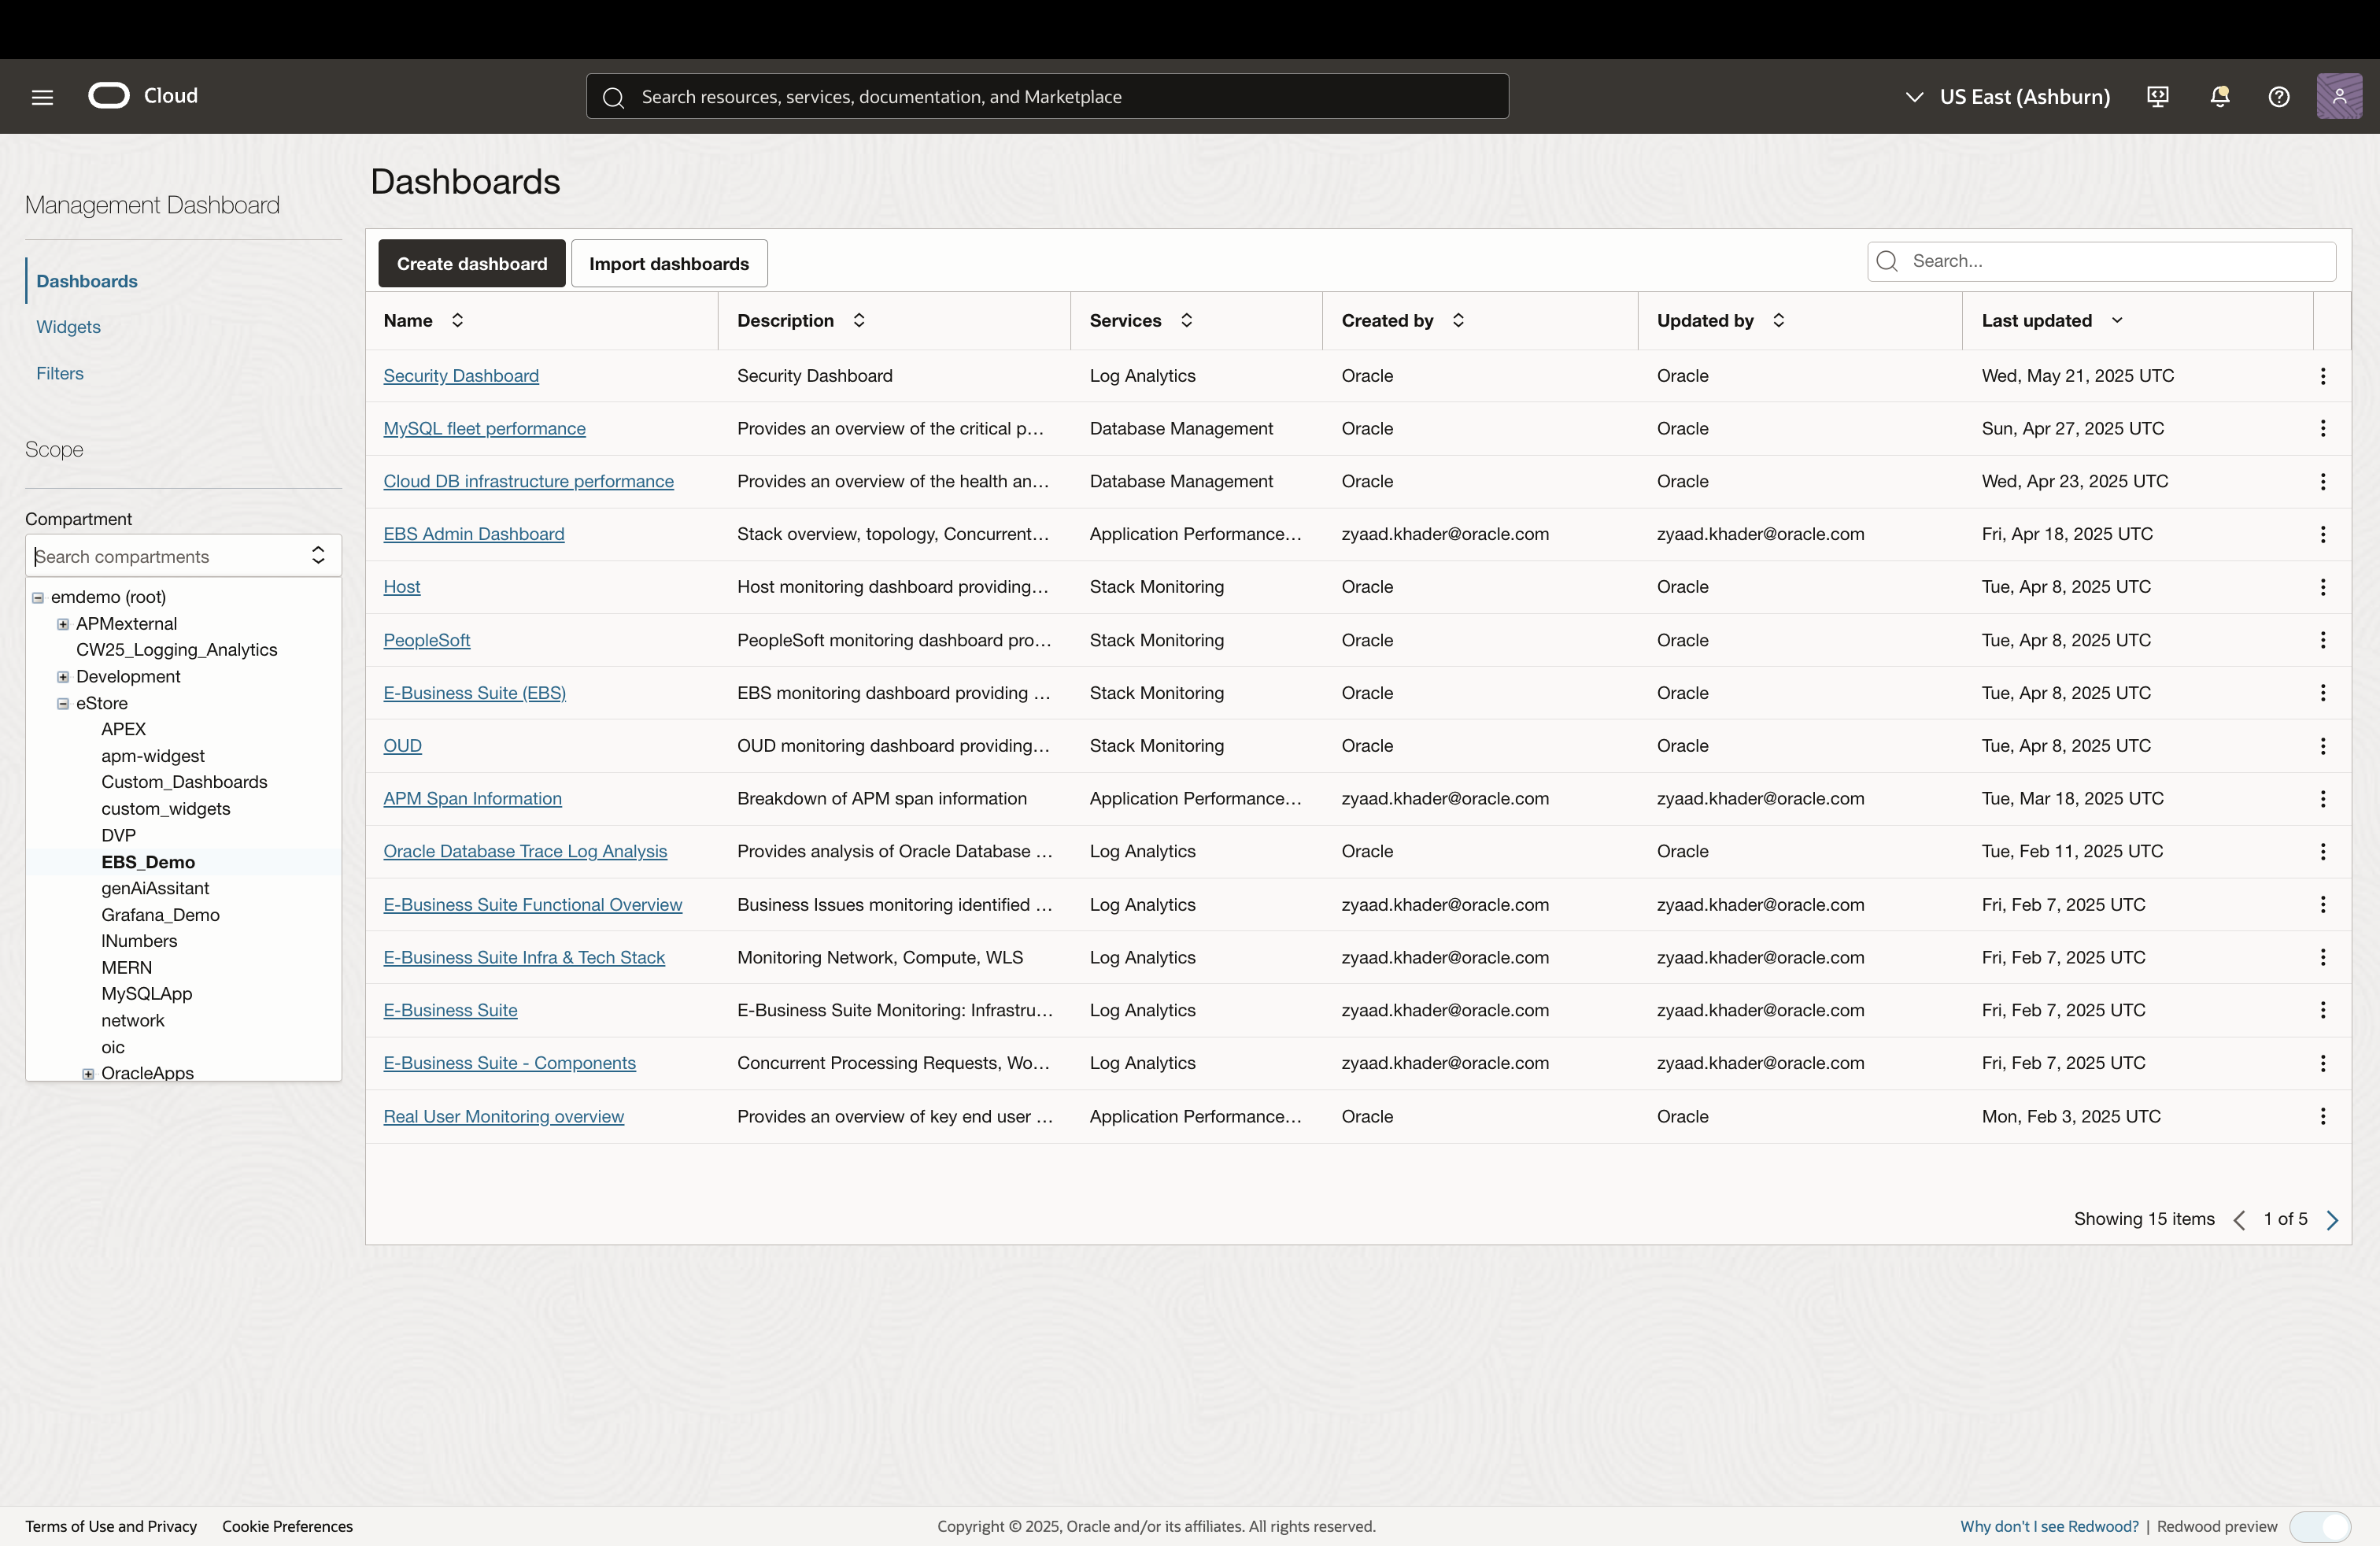 Cloud
Search resources, services, documentation, and Marketplace
US East (Ashburn)
Management Dashboard
Dashboards
Widgets
Filters
Scope
Compartment
Search compartments
emdemo (root)
APMexternal
CW25_Logging_Analytics
Development
eStore
APEX
apm-widgest
Custom_Dashboards
custom_widgets
DVP
EBS_Demo
genAiAssitant
Grafana_Demo
INumbers
MERN
MySQLApp
network
oic
OracleApps
Dashboards
Create dashboard Import dashboards Search...
Name Description Services Created by Updated by Last updated
Security Dashboard Security Dashboard Log Analytics Oracle Oracle Wed, May 21, 2025 UTC
MySQL fleet performance Provides an overview of the critical p... Database Management Oracle Oracle Sun, Apr 27, 2025 UTC
Cloud DB infrastructure performance Provides an overview of the health an... Database Management Oracle Oracle Wed, Apr 23, 2025 UTC
EBS Admin Dashboard Stack overview, topology, Concurrent... Application Performance... zyaad.khader@oracle.com zyaad.khader@oracle.com Fri, Apr 18, 2025 UTC
Host Host monitoring dashboard providing... Stack Monitoring Oracle Oracle Tue, Apr 8, 2025 UTC
PeopleSoft PeopleSoft monitoring dashboard pro... Stack Monitoring Oracle Oracle Tue, Apr 8, 2025 UTC
E-Business Suite (EBS) EBS monitoring dashboard providing ... Stack Monitoring Oracle Oracle Tue, Apr 8, 2025 UTC
OUD OUD monitoring dashboard providing... Stack Monitoring Oracle Oracle Tue, Apr 8, 2025 UTC
APM Span Information Breakdown of APM span information Application Performance... zyaad.khader@oracle.com zyaad.khader@oracle.com Tue, Mar 18, 2025 UTC
Oracle Database Trace Log Analysis Provides analysis of Oracle Database ... Log Analytics Oracle Oracle Tue, Feb 11, 2025 UTC
E-Business Suite Functional Overview Business Issues monitoring identified ... Log Analytics zyaad.khader@oracle.com zyaad.khader@oracle.com Fri, Feb 7, 2025 UTC
E-Business Suite Infra & Tech Stack Monitoring Network, Compute, WLS Log Analytics zyaad.khader@oracle.com zyaad.khader@oracle.com Fri, Feb 7, 2025 UTC
E-Business Suite E-Business Suite Monitoring: Infrastru... Log Analytics zyaad.khader@oracle.com zyaad.khader@oracle.com Fri, Feb 7, 2025 UTC
E-Business Suite - Components Concurrent Processing Requests, Wo... Log Analytics zyaad.khader@oracle.com zyaad.khader@oracle.com Fri, Feb 7, 2025 UTC
Real User Monitoring overview Provides an overview of key end user ... Application Performance... Oracle Oracle Mon, Feb 3, 2025 UTC
Showing 15 items 1 of 5
Terms of Use and Privacy Cookie Preferences Copyright © 2025, Oracle and/or its affiliates. All rights reserved. Why don't I see Redwood? | Redwood preview